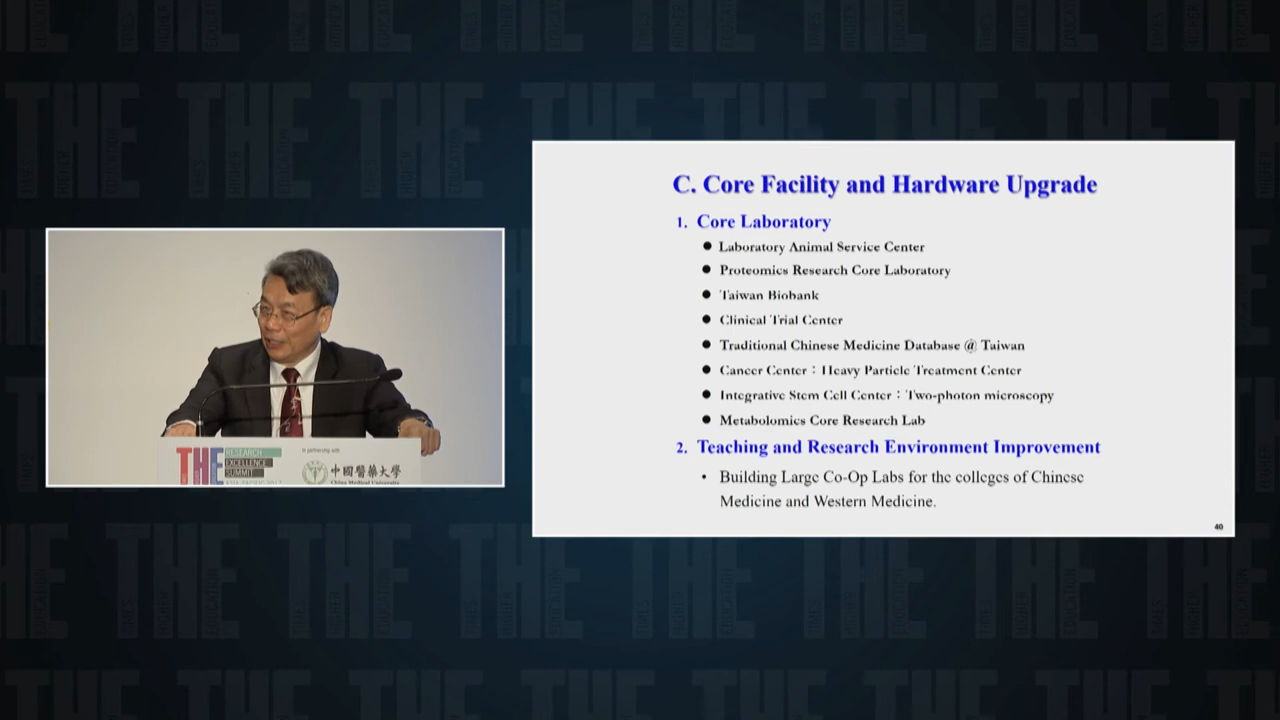 THE
RESEARCH
EXCELLENCE
SUMMIT
ASIA-PACIFIC 2017
in partnership with
中國醫藥大學
China Medical University
C. Core Facility and Hardware Upgrade
1. Core Laboratory
● Laboratory Animal Service Center
● Proteomics Research Core Laboratory
● Taiwan Biobank
● Clinical Trial Center
● Traditional Chinese Medicine Database @ Taiwan
● Cancer Center：Heavy Particle Treatment Center
● Integrative Stem Cell Center：Two-photon microscopy
● Metabolomics Core Research Lab
2. Teaching and Research Environment Improvement
• Building Large Co-Op Labs for the colleges of Chinese
Medicine and Western Medicine.
40